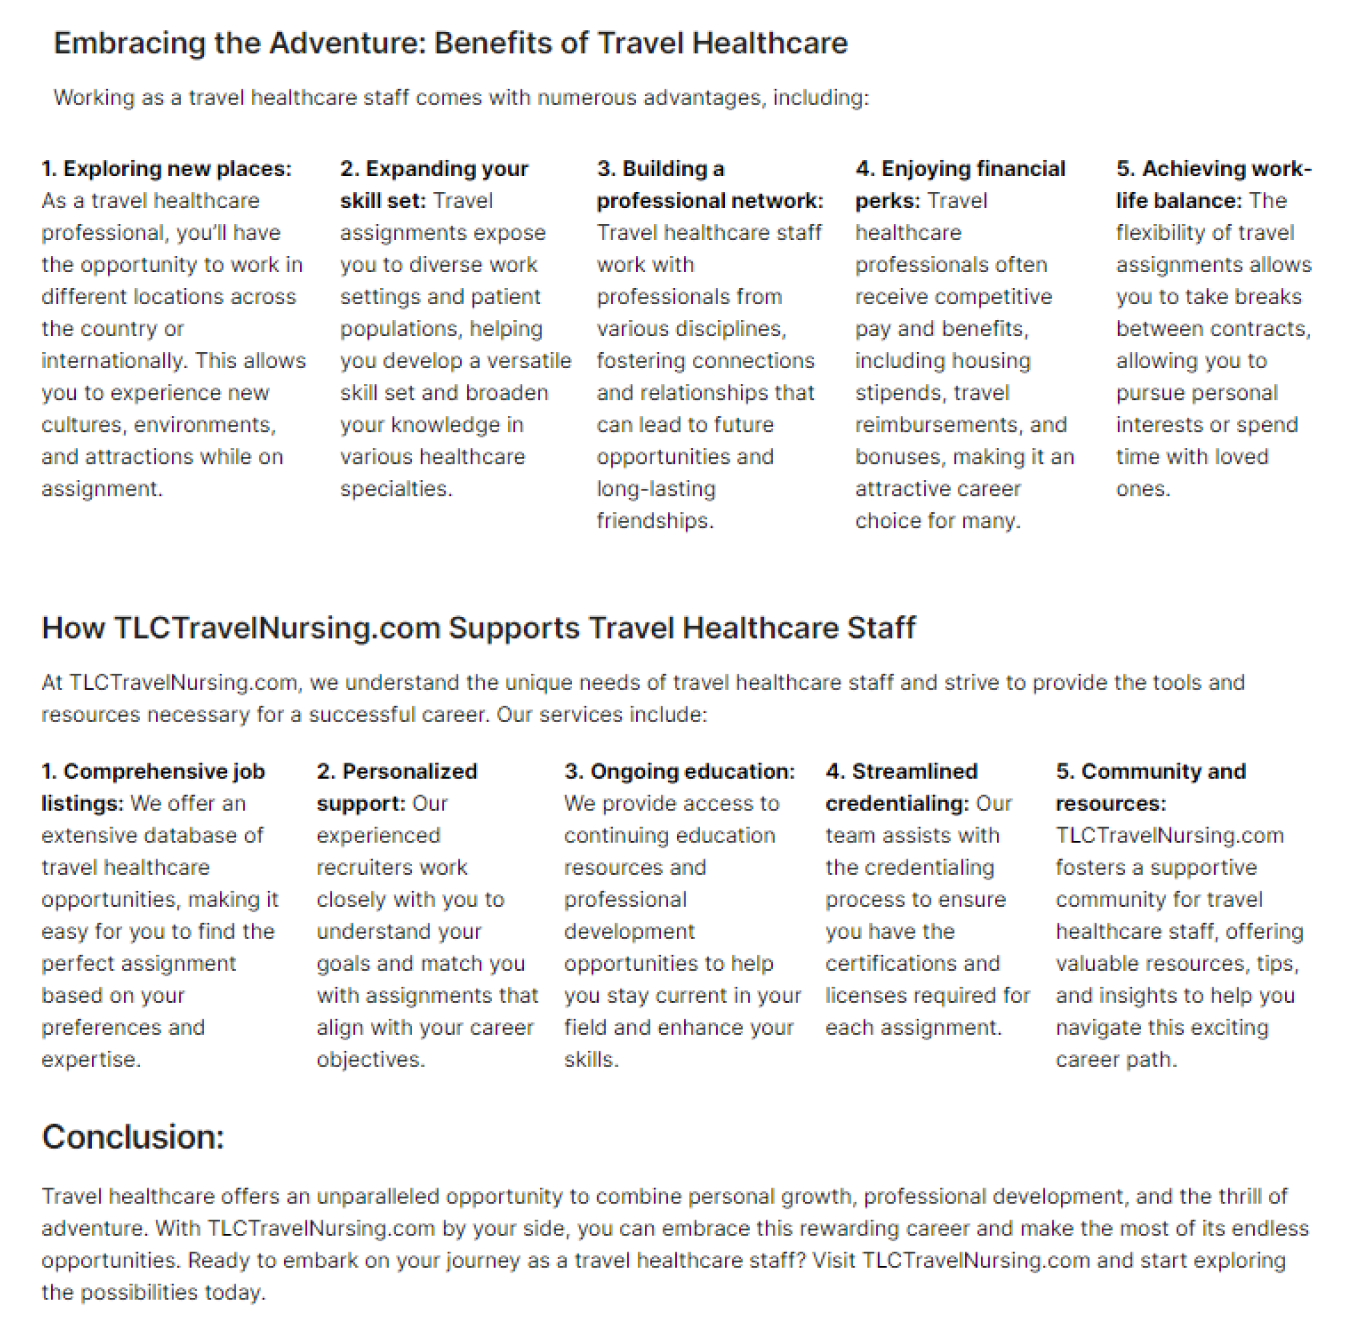 Embracing the Adventure: Benefits of Travel Healthcare
Working as a travel healthcare staff comes with numerous advantages, including:
1. Exploring new places:
As a travel healthcare
professional, you'll have
the opportunity to work in
different locations across
the country or
internationally. This allows
you to experience new
cultures, environments,
and attractions while on
assignment.
2. Expanding your
skill set: Travel
assignments expose
you to diverse work
settings and patient
populations, helping
you develop a versatile
skill set and broaden
your knowledge in
various healthcare
specialties.
3. Building a
professional network:
Travel healthcare staff
work with
professionals from
various disciplines,
fostering connections
and relationships that
can lead to future
opportunities and
long-lasting
friendships.
4. Enjoying financial
perks: Travel
healthcare
professionals often
receive competitive
pay and benefits,
including housing
stipends, travel
reimbursements, and
bonuses, making it an
attractive career
choice for many.
5. Achieving work-
life balance: The
flexibility of travel
assignments allows
you to take breaks
between contracts,
allowing you to
pursue personal
interests or spend
time with loved
ones.
How TLCTravelNursing.com Supports Travel Healthcare Staff
At TLCTravelNursing.com, we understand the unique needs of travel healthcare staff and strive to provide the tools and
resources necessary for a successful career. Our services include:
1. Comprehensive job
listings: We offer an
extensive database of
travel healthcare
opportunities, making it
easy for you to find the
perfect assignment
based on your
preferences and
expertise.
2. Personalized
support: Our
experienced
recruiters work
closely with you to
understand your
goals and match you
with assignments that
align with your career
objectives.
3. Ongoing education:
We provide access to
continuing education
resources and
professional
development
opportunities to help
you stay current in your
field and enhance your
skills.
4. Streamlined
credentialing: Our
team assists with
the credentialing
process to ensure
you have the
certifications and
licenses required for
each assignment.
5. Community and
resources:
TLCTravelNursing.com
fosters a supportive
community for travel
healthcare staff, offering
valuable resources, tips,
and insights to help you
navigate this exciting
career path.
Conclusion:
Travel healthcare offers an unparalleled opportunity to combine personal growth, professional development, and the thrill of
adventure. With TLCTravelNursing.com by your side, you can embrace this rewarding career and make the most of its endless
opportunities. Ready to embark on your journey as a travel healthcare staff? Visit TLCTravelNursing.com and start exploring
the possibilities today.